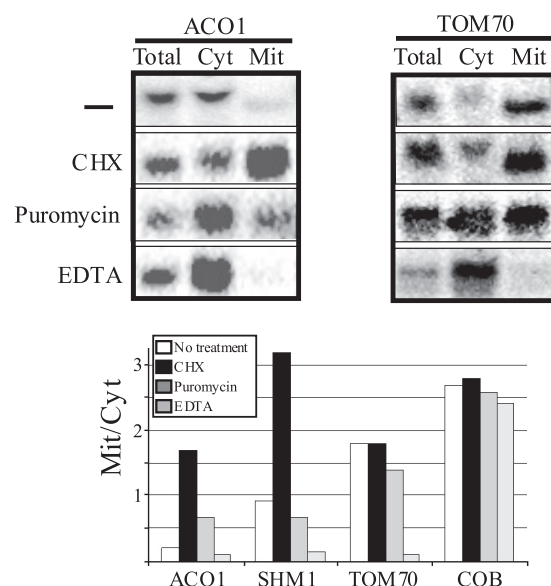 ACO1
TOM70
Total Cyt Mit
Total Cyt Mit
—
CHX
Puromycin
EDTA
No treatment
CHX
Puromycin
EDTA
Mit/Cyt
3
2
1
ACO1 SHM1 TOM70 COB